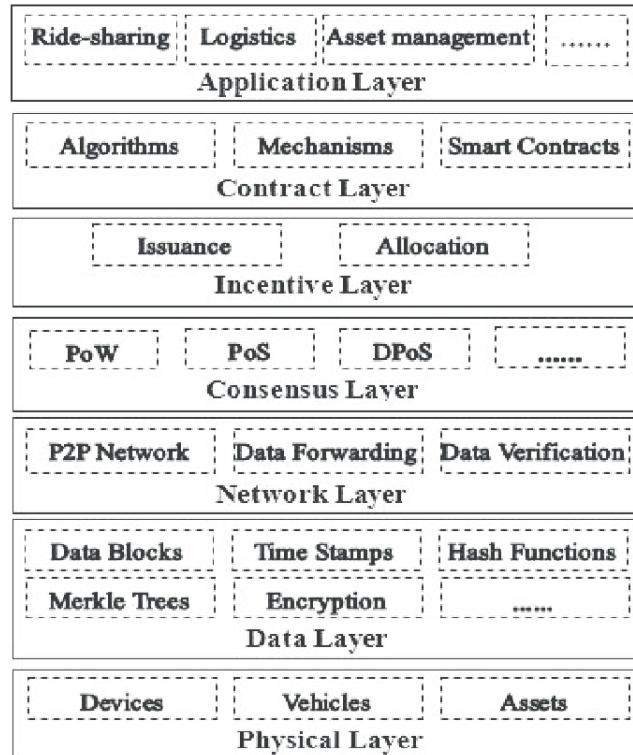 Ride-sharing Logistics Asset management ......
Application Layer
Algorithms Mechanisms Smart Contracts
Contract Layer
Issuance Allocation
Incentive Layer
PoW PoS DPoS ......
Consensus Layer
P2P Network Data Forwarding Data Verification
Network Layer
Data Blocks Time Stamps Hash Functions
Merkle Trees Encryption ......
Data Layer
Devices Vehicles Assets
Physical Layer